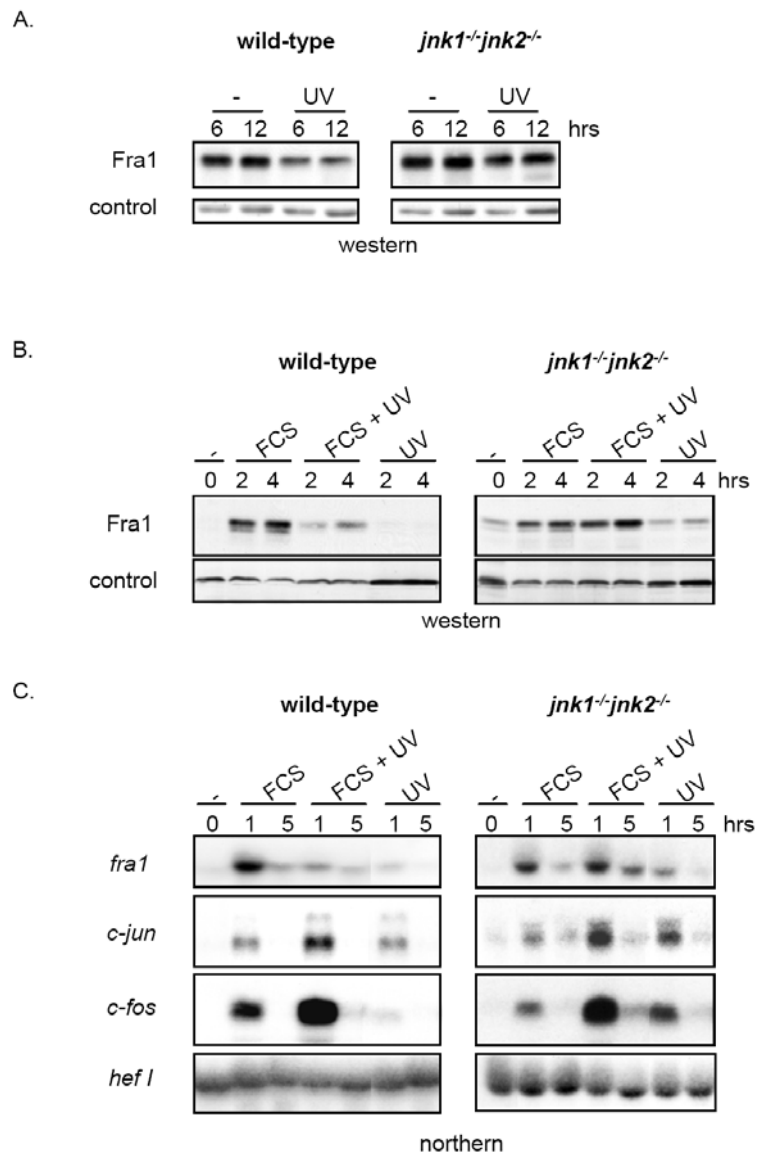 A.
wild-type jnk1-/-jnk2-/-
- UV - UV
6 12 6 12 6 12 6 12 hrs
Fra1
control
western
B.
wild-type jnk1-/-jnk2-/-
- FCS FCS + UV UV - FCS FCS + UV UV
0 2 4 2 4 2 4 0 2 4 2 4 2 4 hrs
Fra1
control
western
C.
wild-type jnk1-/-jnk2-/-
- FCS FCS + UV UV - FCS FCS + UV UV
0 1 5 1 5 1 5 0 1 5 1 5 1 5 hrs
fra1
c-jun
c-fos
hef I
northern